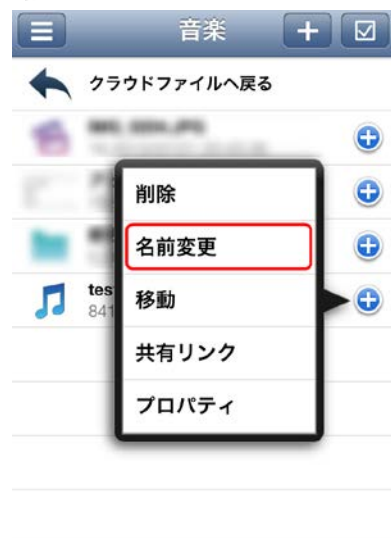 音楽
クラウドファイルへ戻る
削除
名前変更
移動
共有リンク
プロパティ
tes
841